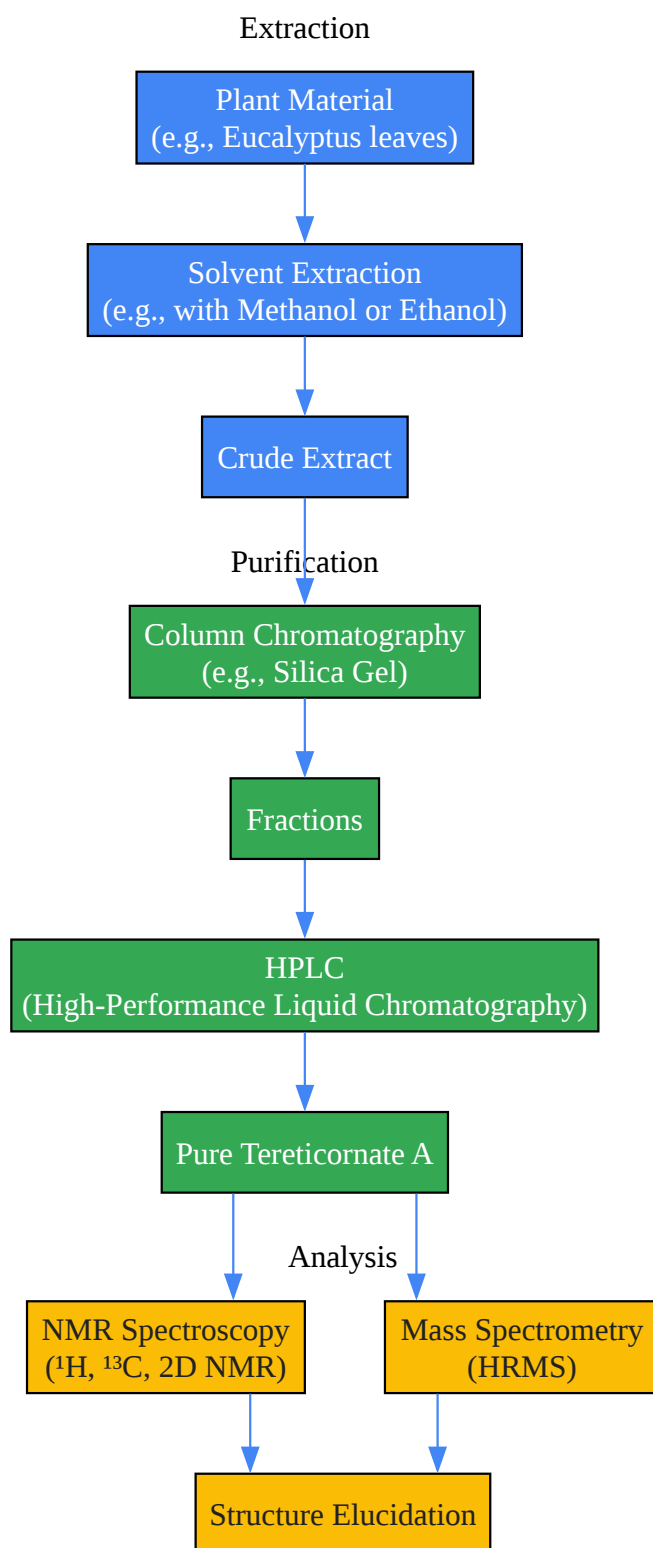 Extraction
Plant Material
(e.g., Eucalyptus leaves)
Solvent Extraction
(e.g., with Methanol or Ethanol)
Crude Extract
Purification
Column Chromatography
(e.g., Silica Gel)
Fractions
HPLC
(High-Performance Liquid Chromatography)
Pure Tereticornate A
Analysis
NMR Spectroscopy
(¹H, ¹³C, 2D NMR)
Mass Spectrometry
(HRMS)
Structure Elucidation